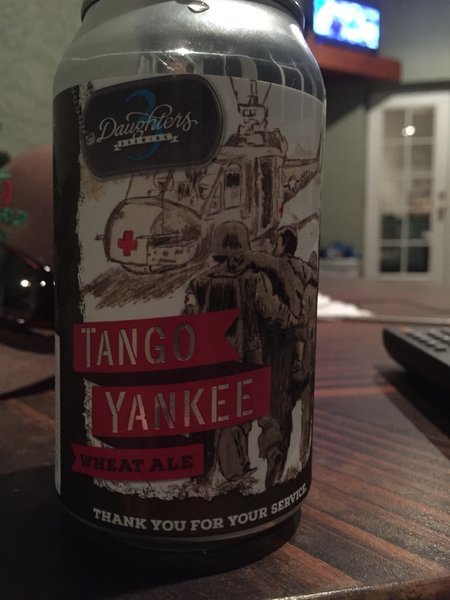 3
Daughters
BREWING
TANGO
YANKEE
WHEAT ALE
THANK YOU FOR YOUR SERVICE